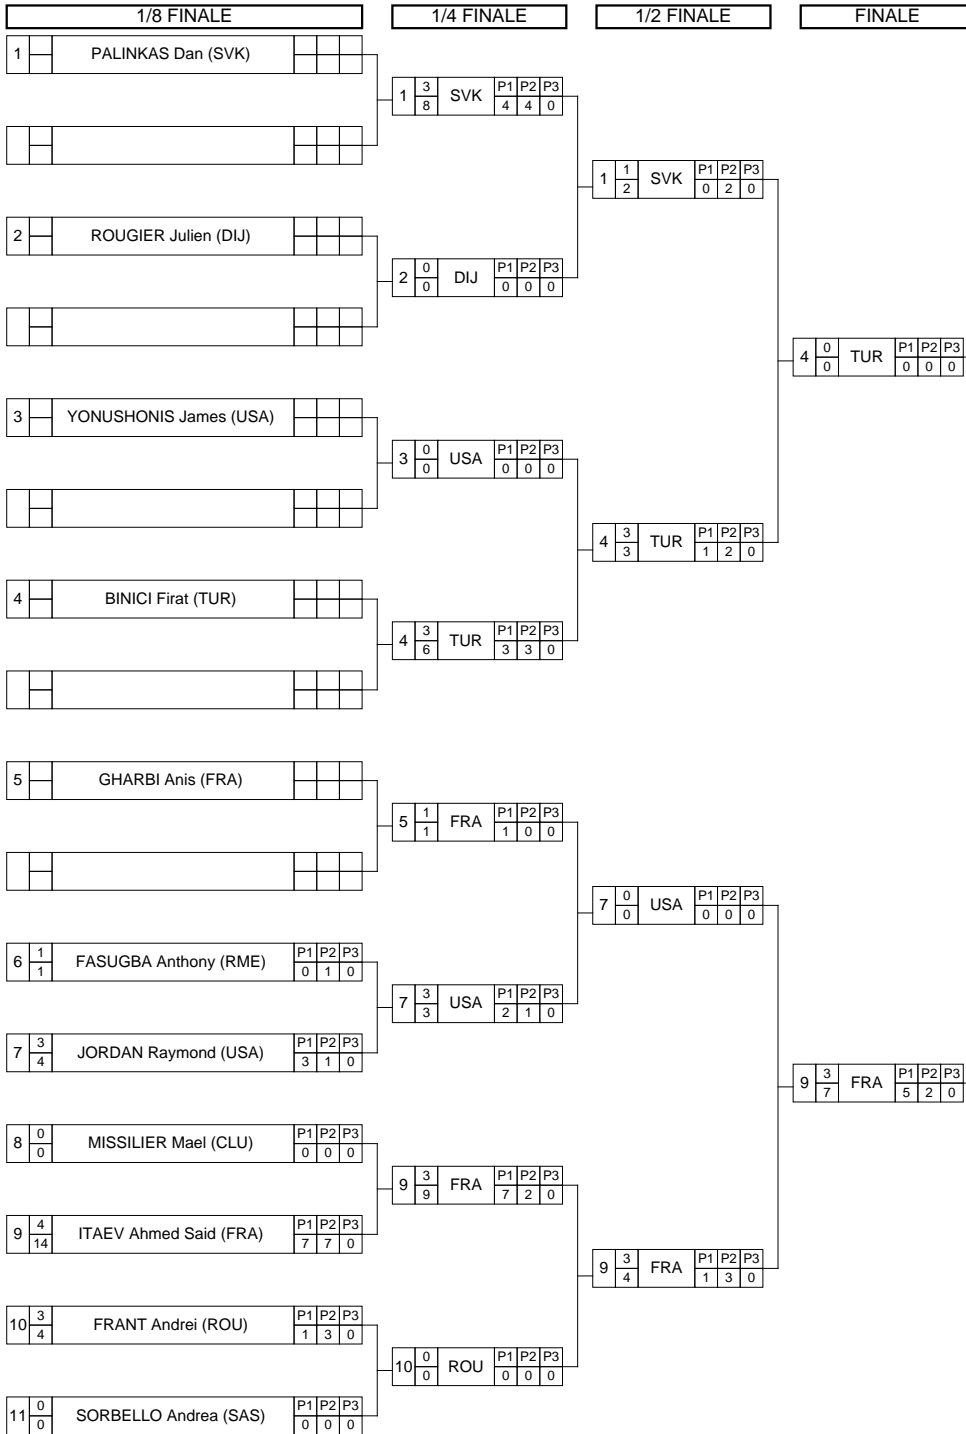 1/8 FINALE 1/4 FINALE 1/2 FINALE FINALE
1 PALINKAS Dan (SVK)
1 3 8 SVK P1 P2 P3 4 4 0
1 1 2 SVK P1 P2 P3 0 2 0
2 ROUGIER Julien (DIJ)
2 0 0 DIJ P1 P2 P3 0 0 0
4 0 0 TUR P1 P2 P3 0 0 0
3 YONUSHONIS James (USA)
3 0 0 USA P1 P2 P3 0 0 0
4 3 3 TUR P1 P2 P3 1 2 0
4 BINICI Firat (TUR)
4 3 6 TUR P1 P2 P3 3 3 0
5 GHARBI Anis (FRA)
5 1 1 FRA P1 P2 P3 1 0 0
7 0 0 USA P1 P2 P3 0 0 0
6 1 1 FASUGBA Anthony (RME) P1 P2 P3 0 1 0
7 3 3 USA P1 P2 P3 2 1 0
7 3 4 JORDAN Raymond (USA) P1 P2 P3 3 1 0
9 3 7 FRA P1 P2 P3 5 2 0
8 0 0 MISSILIER Mael (CLU) P1 P2 P3 0 0 0
9 3 9 FRA P1 P2 P3 7 2 0
9 4 14 ITAEV Ahmed Said (FRA) P1 P2 P3 7 7 0
9 3 4 FRA P1 P2 P3 1 3 0
10 3 4 FRANT Andrei (ROU) P1 P2 P3 1 3 0
10 0 0 ROU P1 P2 P3 0 0 0
11 0 0 SORBELLO Andrea (SAS) P1 P2 P3 0 0 0